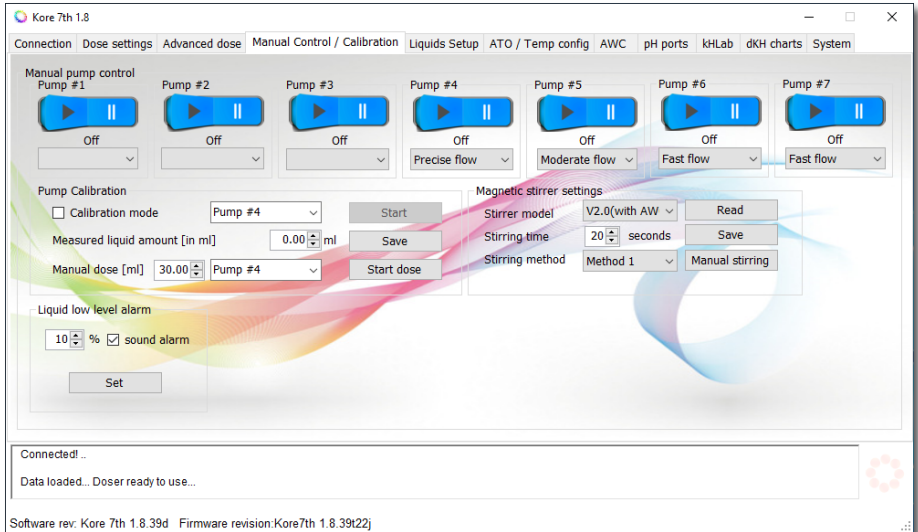 Kore 7th 1.8
Connection Dose settings Advanced dose Manual Control / Calibration Liquids Setup ATO / Temp config AWC pH ports kHLab dKH charts System
Manual pump control
Pump #1 Pump #2 Pump #3 Pump #4 Pump #5 Pump #6 Pump #7
Off Off Off Off Off Off Off
Precise flow Moderate flow Fast flow Fast flow
Pump Calibration Magnetic stirrer settings
Calibration mode Pump #4 Start Stirrer model V2.0(with AW Read
Measured liquid amount [in ml] 0.00 ml Save Stirring time 20 seconds Save
Manual dose [ml] 30.00 Pump #4 Start dose Stirring method Method 1 Manual stirring
Liquid low level alarm
10 % sound alarm
Set
Connected! ..
Data loaded... Doser ready to use...
Software rev: Kore 7th 1.8.39d Firmware revision:Kore7th 1.8.39t22j